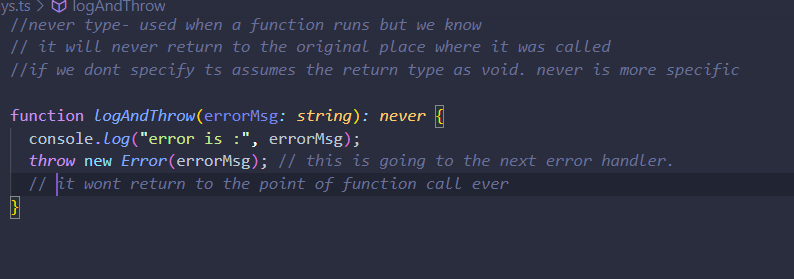 ys.ts > logAndThrow
//never type- used when a function runs but we know
// it will never return to the original place where it was called
//if we dont specify ts assumes the return type as void. never is more specific
function logAndThrow(errorMsg: string): never {
console.log("error is :", errorMsg);
throw new Error(errorMsg); // this is going to the next error handler.
// it wont return to the point of function call ever
}